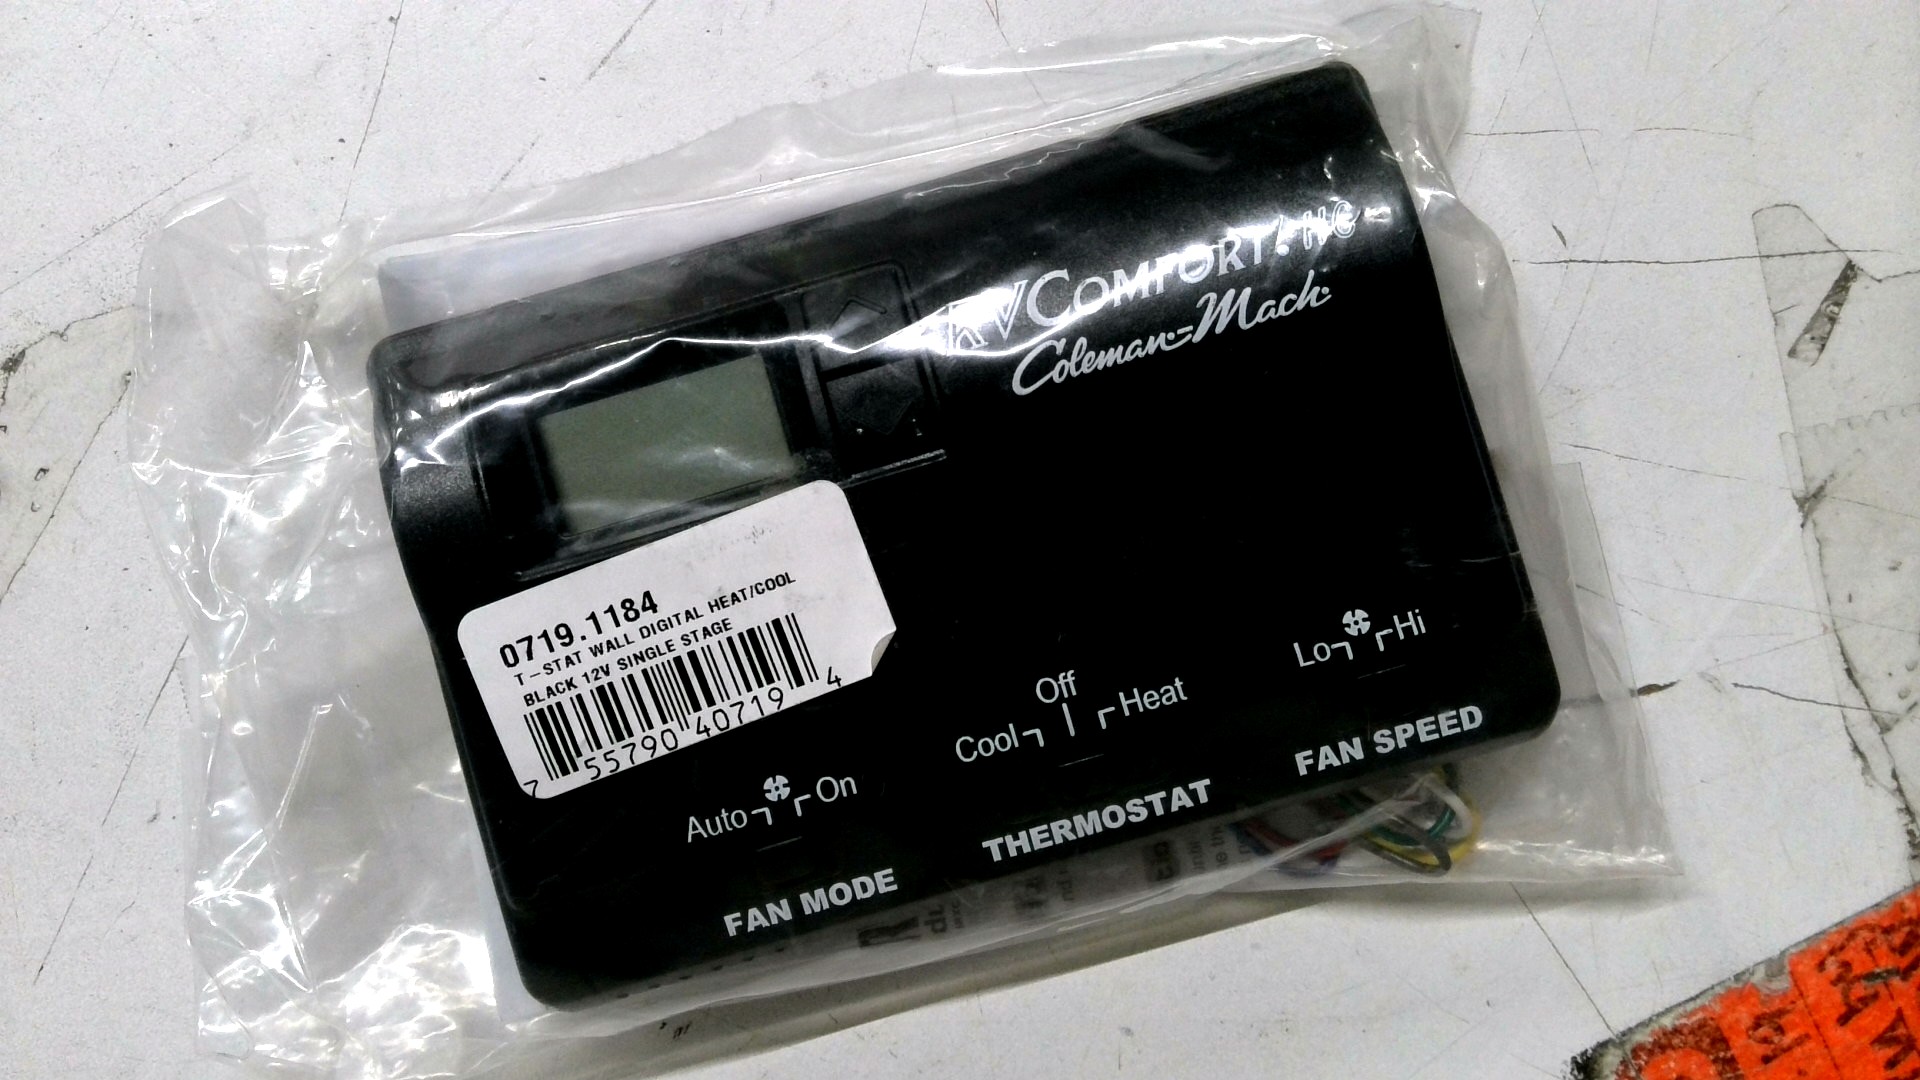 RVCOMFORT.HC
Coleman-Mach
0719.1184
T-STAT WALL DIGITAL HEAT/COOL
BLACK 12V SINGLE STAGE
7 55790 40719 4
Auto On
FAN MODE
Cool Off Heat
THERMOSTAT
Lo Hi
FAN SPEED